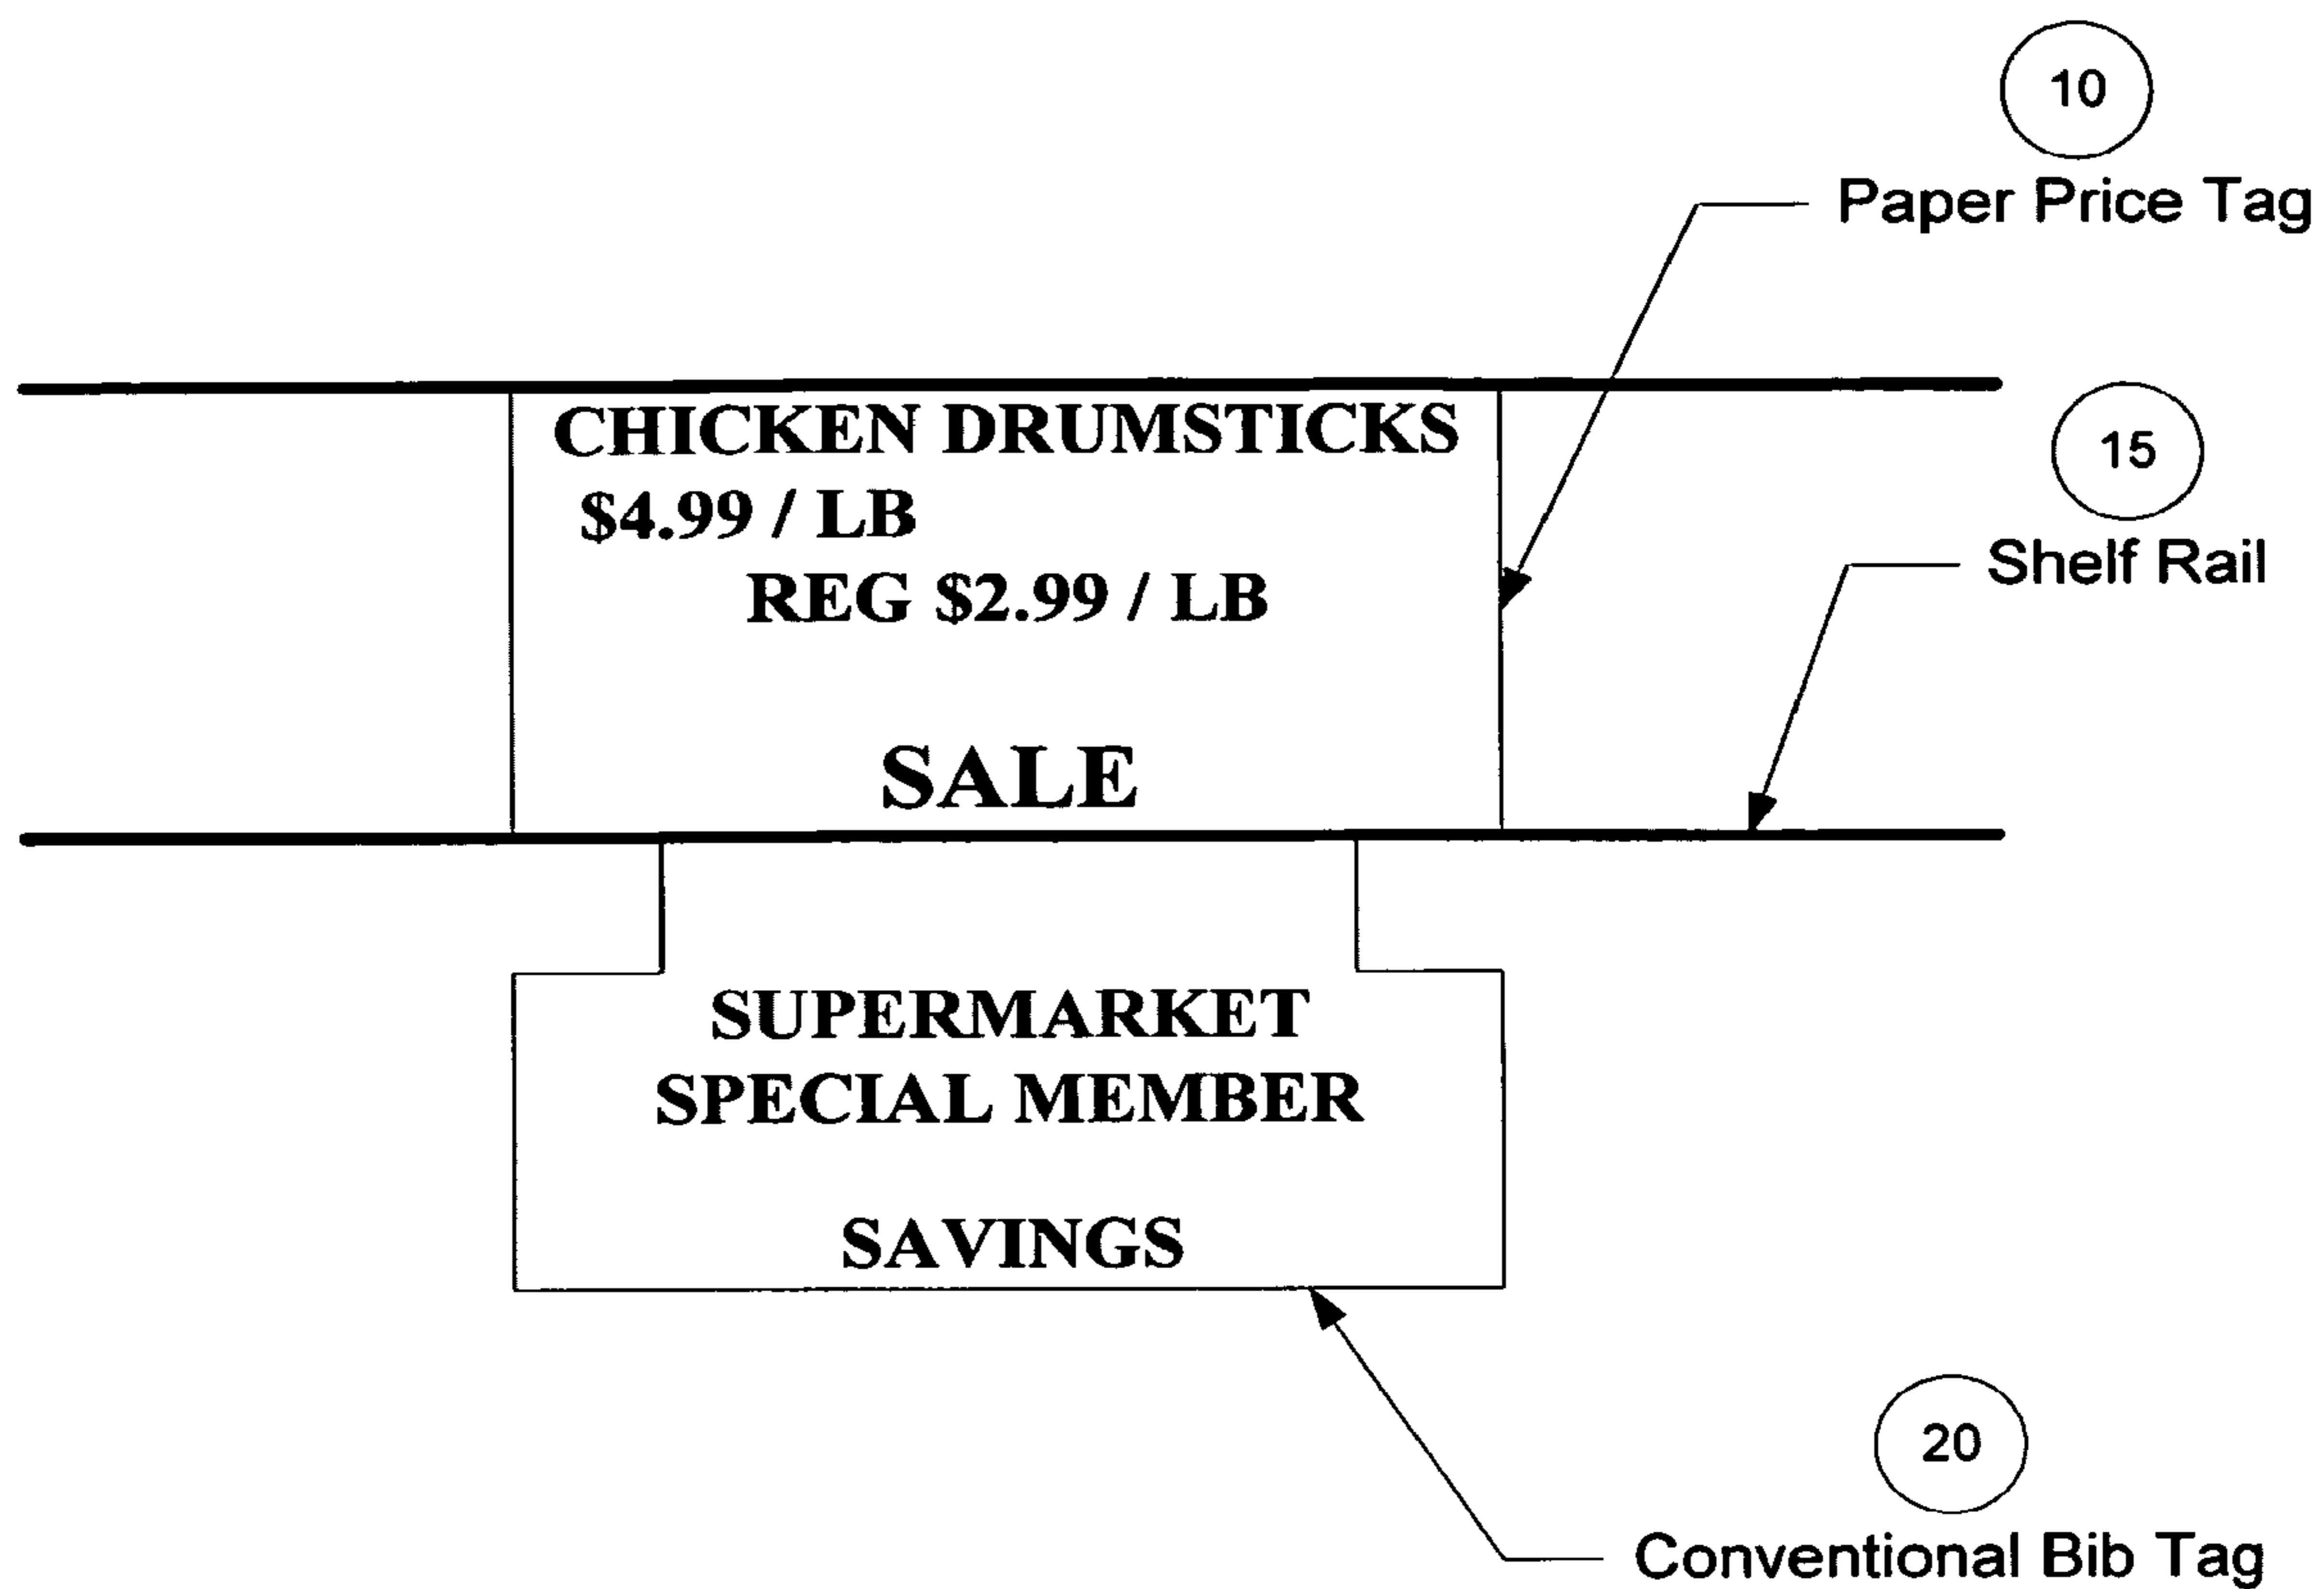 10
Paper Price Tag
CHICKEN DRUMSTICKS
$4.99 / LB
REG $2.99 / LB
SALE
15
Shelf Rail
SUPERMARKET
SPECIAL MEMBER
SAVINGS
20
Conventional Bib Tag